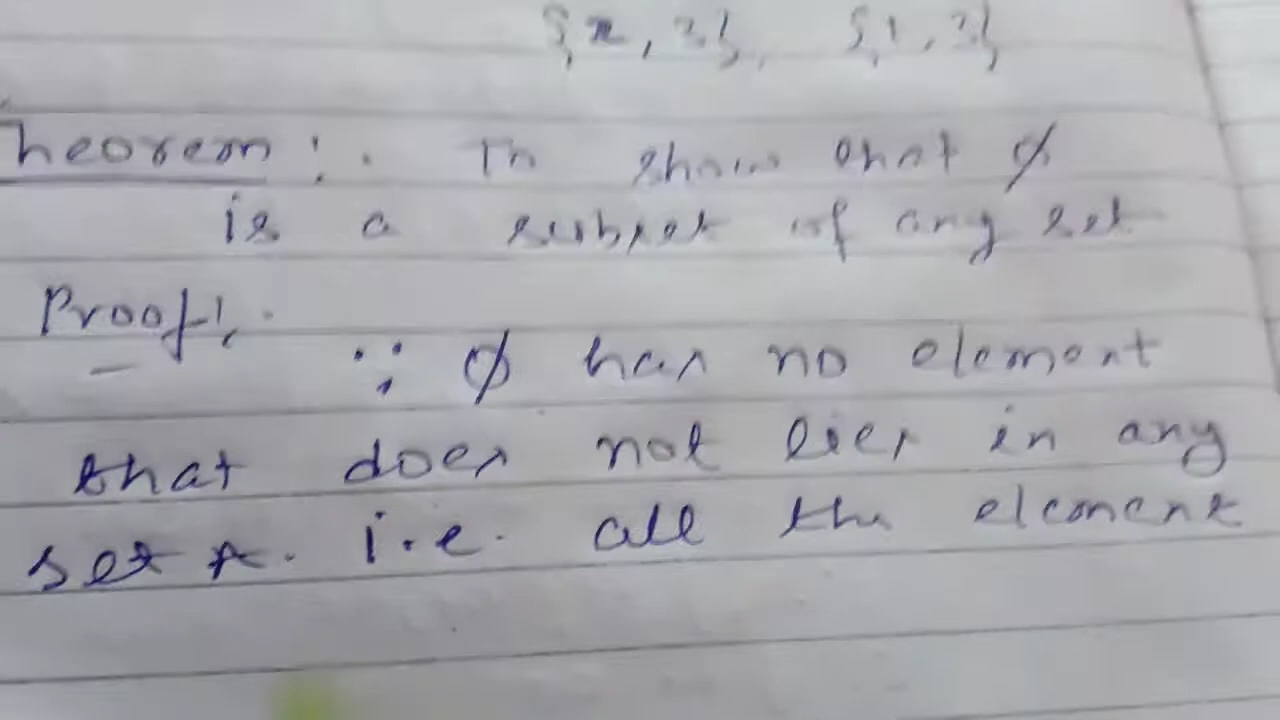 {2, 3}, {1, 3}
Theorem :. To show that ϕ
is a subset of any set
Proof:.
∵ ϕ has no element
that does not lies in any
set A. i.e. all the element